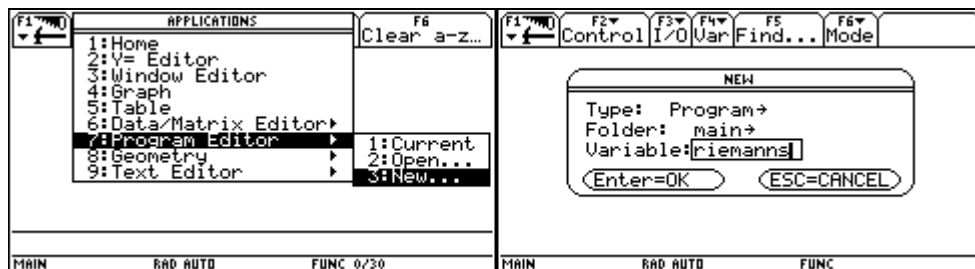 F1 APPLICATIONS F6
Clear a-z...
1:Home
2:Y= Editor
3:Window Editor
4:Graph
5:Table
6:Data/Matrix Editor▸
7:Program Editor ▸
8:Geometry ▸
9:Text Editor ▸
1:Current
2:Open...
3:New...
MAIN RAD AUTO FUNC 0/30
F1 F2 F3 F4 F5 F6
Control I/O Var Find... Mode
NEW
Type: Program→
Folder: main→
Variable: riemanns
Enter=OK ESC=CANCEL
MAIN RAD AUTO FUNC